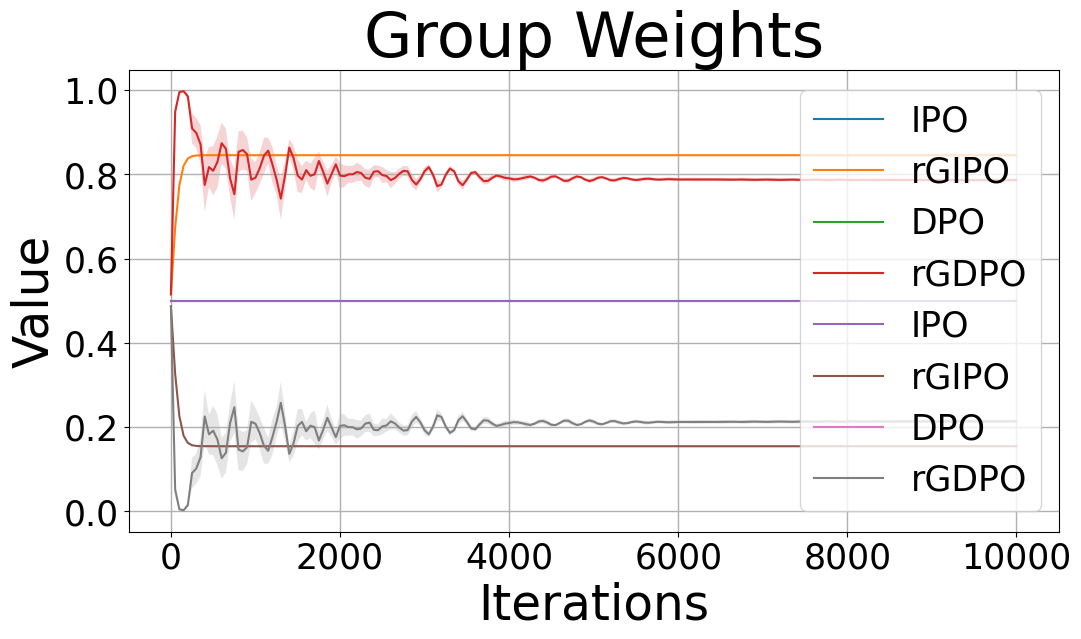 Group Weights
Value
1.0
0.8
0.6
0.4
0.2
0.0
IPO
rGIPO
DPO
rGDPO
IPO
rGIPO
DPO
rGDPO
0 2000 4000 6000 8000 10000
Iterations